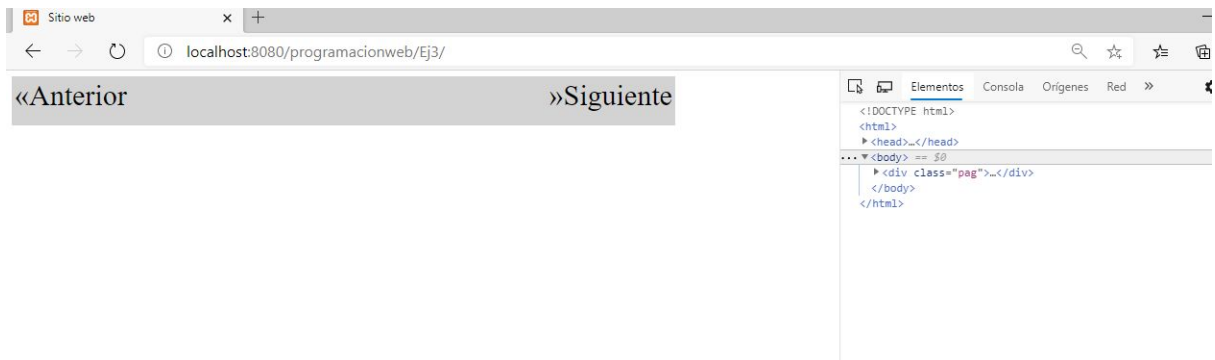 Sitio web
localhost:8080/programacionweb/Ej3/
«Anterior
»Siguiente
Elementos Consola Orígenes Red »
<!DOCTYPE html>
<html>
<head>…</head>
<body> == $0
<div class="pag">…</div>
</body>
</html>